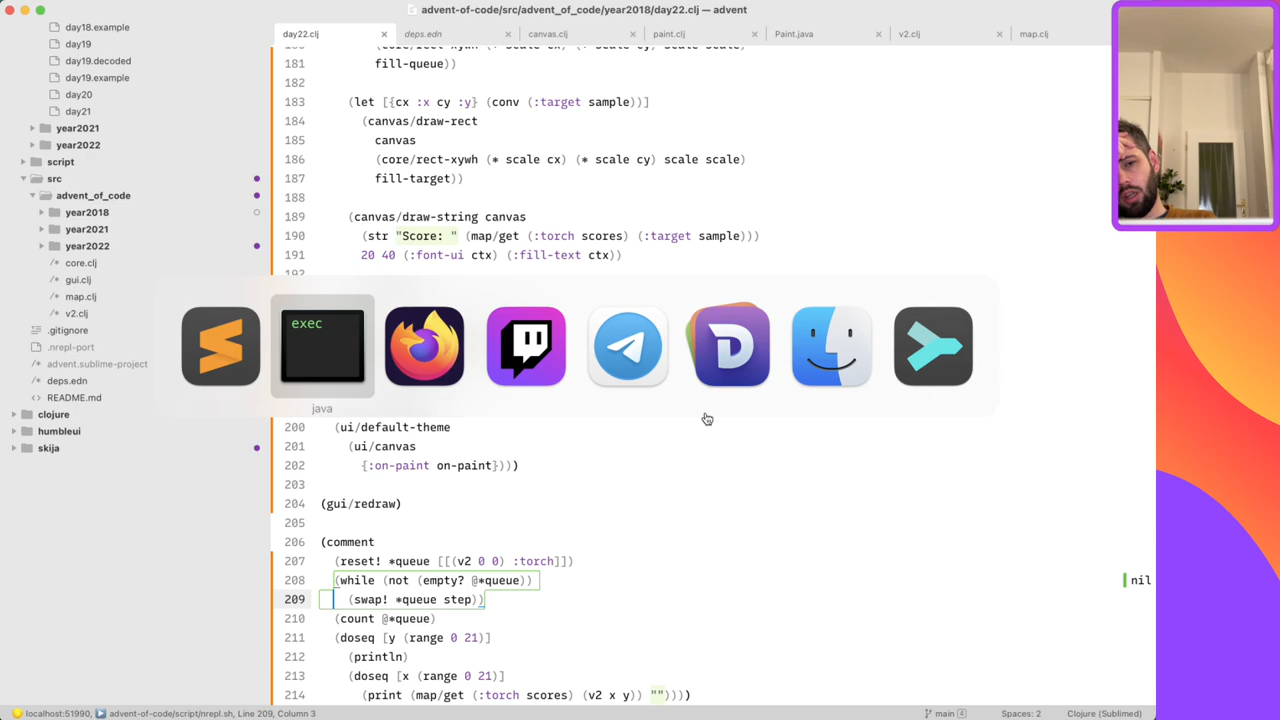 advent-of-code/src/advent_of_code/year2018/day22.clj — advent
day18.example
day19
day19.decoded
day19.example
day20
day21
year2021
year2022
script
src
advent_of_code
year2018
year2021
year2022
/* core.clj
/* gui.clj
/* map.clj
/* v2.clj
.gitignore
.nrepl-port
advent.sublime-project
deps.edn
README.md
clojure
humbleui
skija
day22.clj
deps.edn
canvas.clj
paint.clj
Paint.java
v2.clj
map.clj
181 fill-queue))
182
183 (let [{cx :x cy :y} (conv (:target sample))]
184 (canvas/draw-rect
185 canvas
186 (core/rect-xywh (* scale cx) (* scale cy) scale scale)
187 fill-target))
188
189 (canvas/draw-string canvas
190 (str "Score: " (map/get (:torch scores) (:target sample)))
191 20 40 (:font-ui ctx) (:fill-text ctx))
192
exec
java
200 (ui/default-theme
201 (ui/canvas
202 {:on-paint on-paint})))
203
204 (gui/redraw)
205
206 (comment
207 (reset! *queue [[(v2 0 0) :torch]])
208 (while (not (empty? @*queue)) nil
209 (swap! *queue step))
210 (count @*queue)
211 (doseq [y (range 0 21)]
212 (println)
213 (doseq [x (range 0 21)]
214 (print (map/get (:torch scores) (v2 x y)) ""))))
localhost:51990, advent-of-code/script/nrepl.sh, Line 209, Column 3
main 4
Spaces: 2
Clojure (Sublimed)